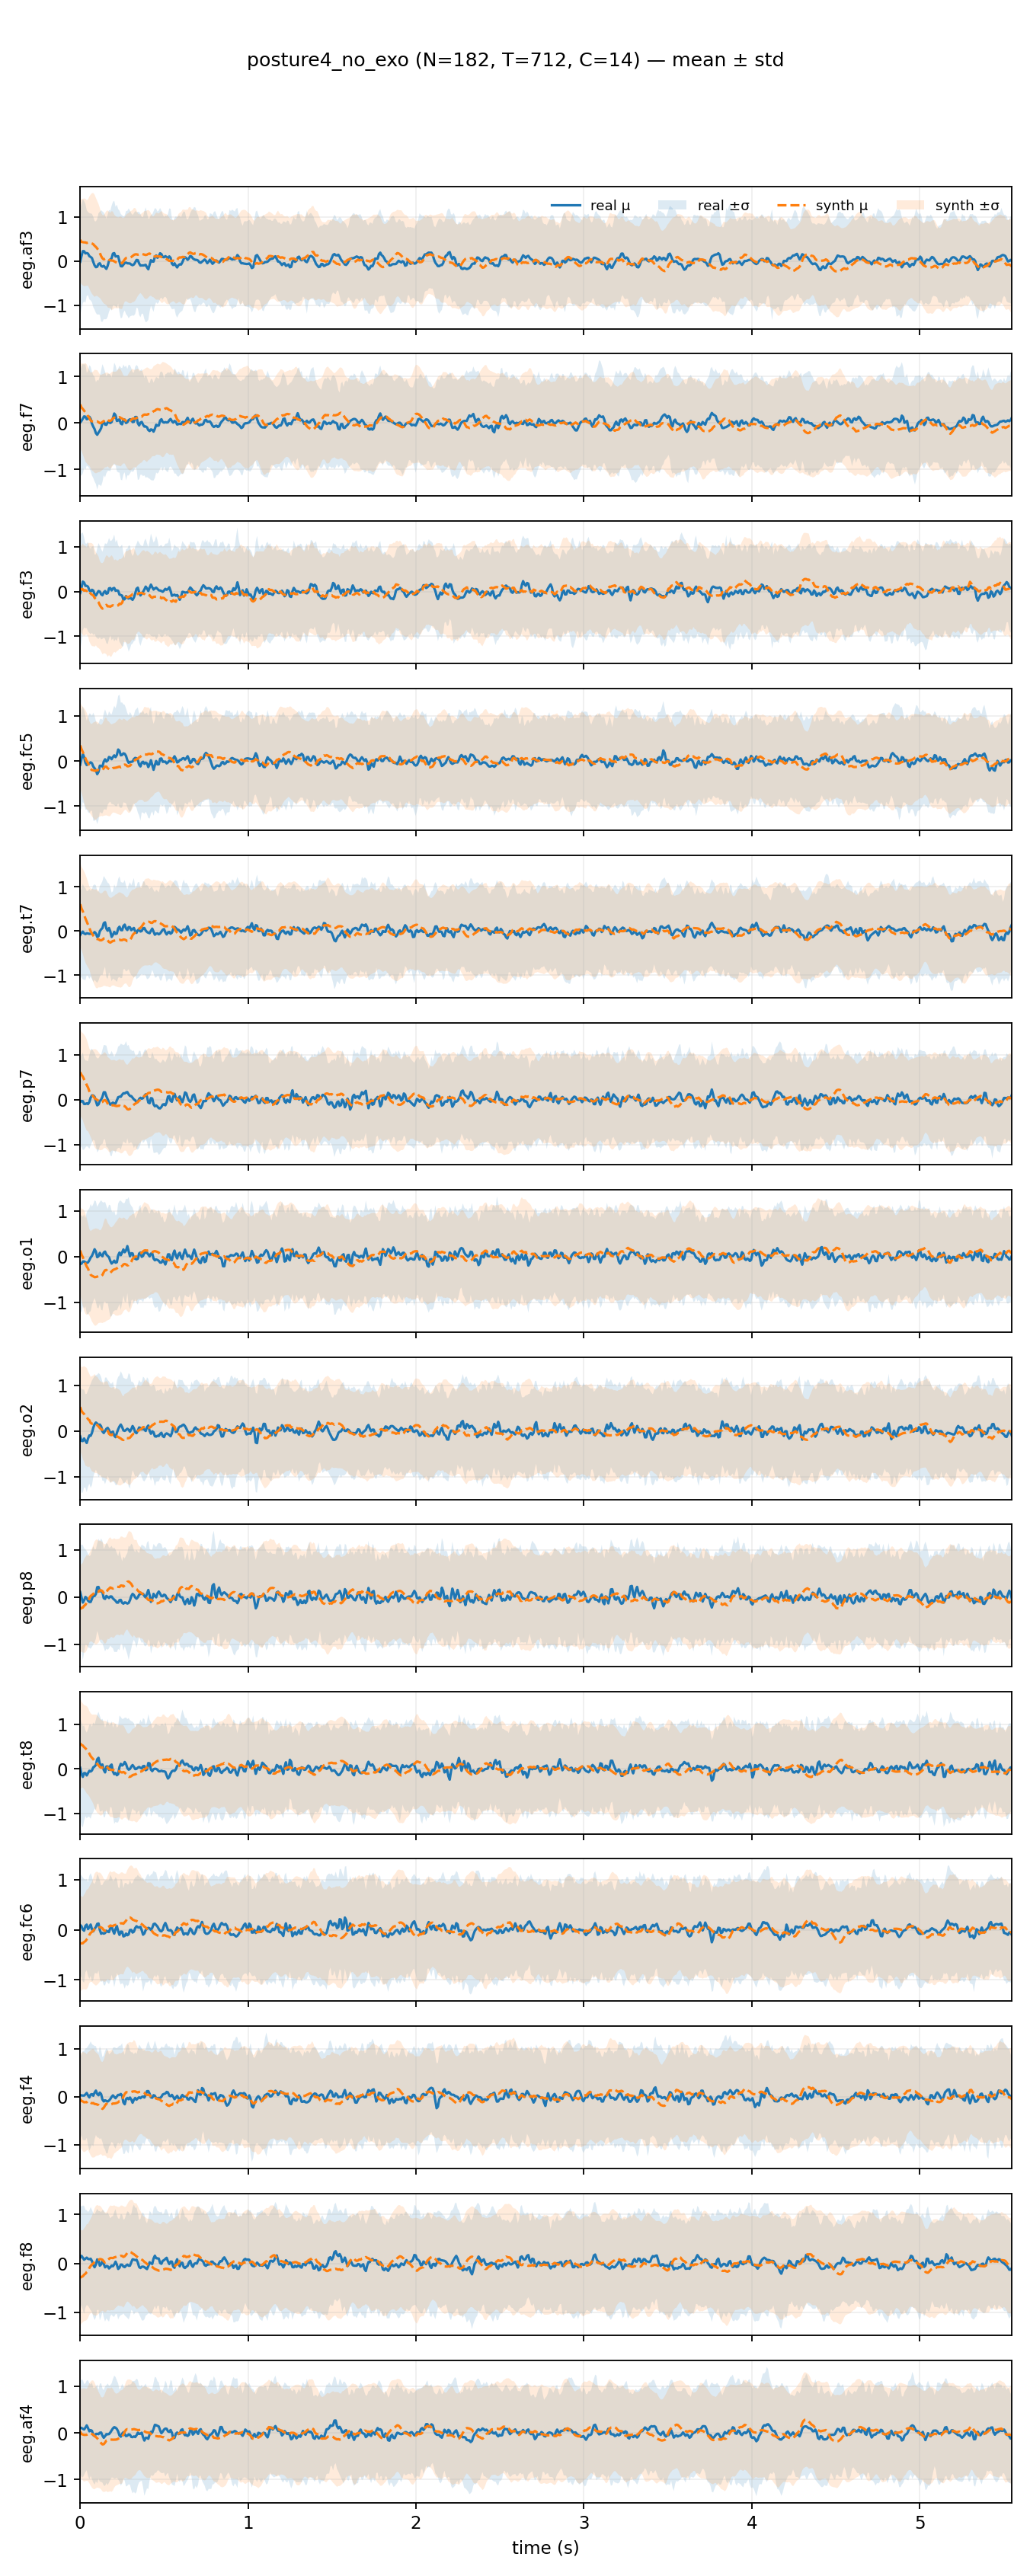 posture4_no_exo (N=182, T=712, C=14) — mean ± std
real μ real ±σ synth μ synth ±σ
1
0
−1
eeg.af3
1
0
−1
eeg.f7
1
0
−1
eeg.f3
1
0
−1
eeg.fc5
1
0
−1
eeg.t7
1
0
−1
eeg.p7
1
0
−1
eeg.o1
1
0
−1
eeg.o2
1
0
−1
eeg.p8
1
0
−1
eeg.t8
1
0
−1
eeg.fc6
1
0
−1
eeg.f4
1
0
−1
eeg.f8
1
0
−1
eeg.af4
0 1 2 3 4 5
time (s)